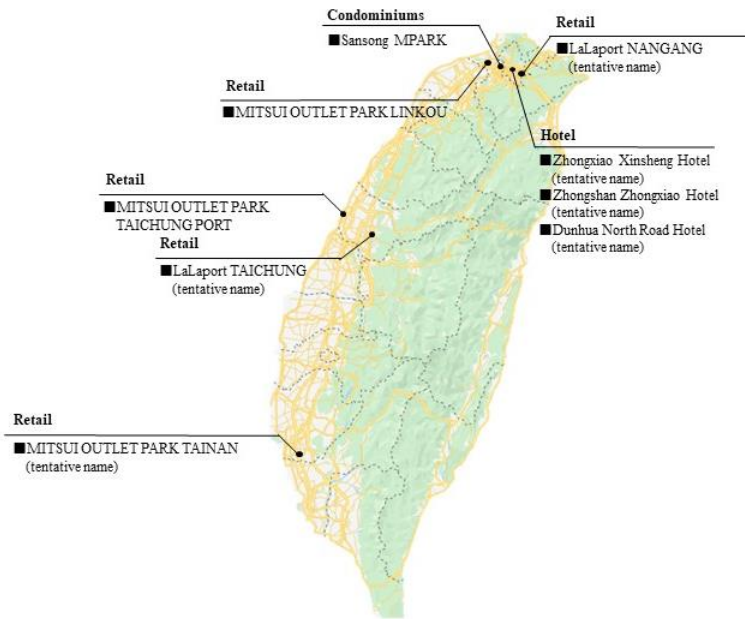 Condominiums
■Sansong MPARK
Retail
■LaLaport NANGANG
(tentative name)
Retail
■MITSUI OUTLET PARK LINKOU
Hotel
■Zhongxiao Xinsheng Hotel
(tentative name)
■Zhongshan Zhongxiao Hotel
(tentative name)
■Dunhua North Road Hotel
(tentative name)
Retail
■MITSUI OUTLET PARK
TAICHUNG PORT
Retail
■LaLaport TAICHUNG
(tentative name)
Retail
■MITSUI OUTLET PARK TAINAN
(tentative name)